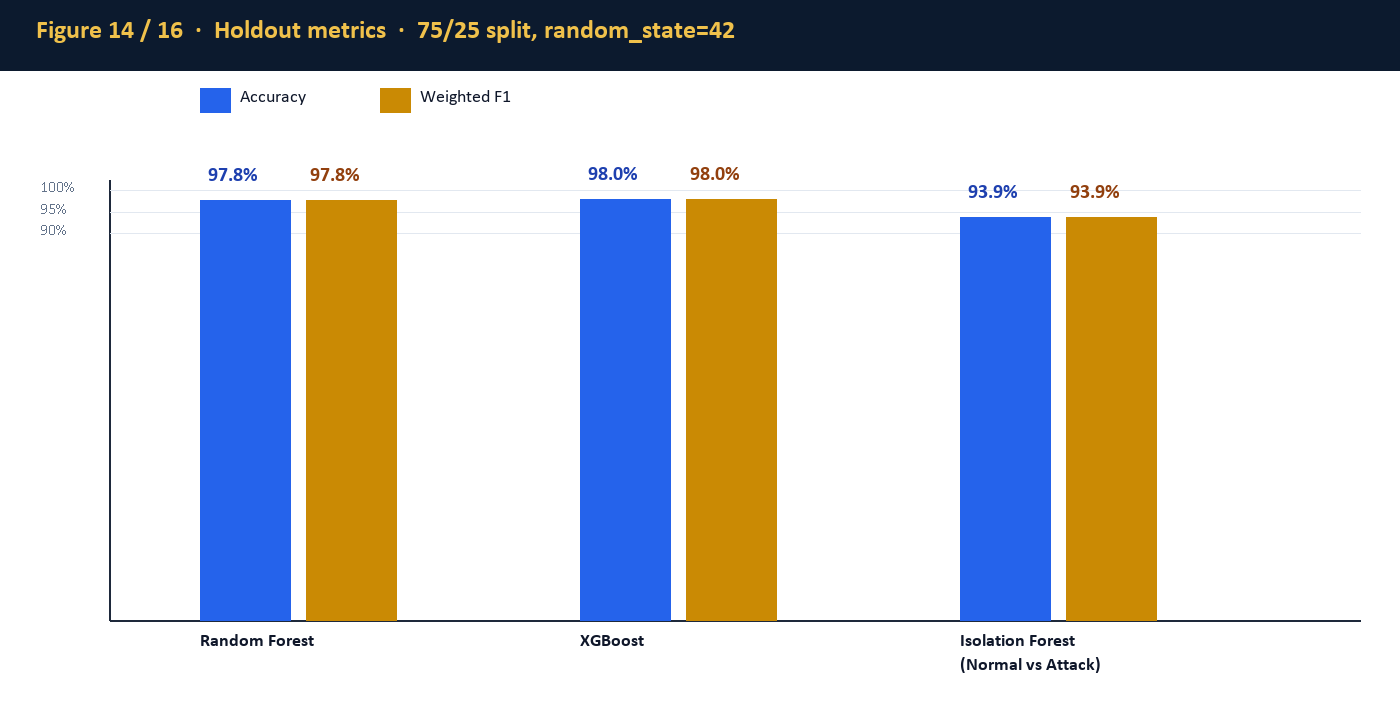 Figure 14 / 16 · Holdout metrics · 75/25 split, random_state=42
Accuracy
Weighted F1
97.8%
97.8%
98.0%
98.0%
93.9%
93.9%
100%
95%
90%
Random Forest
XGBoost
Isolation Forest
(Normal vs Attack)